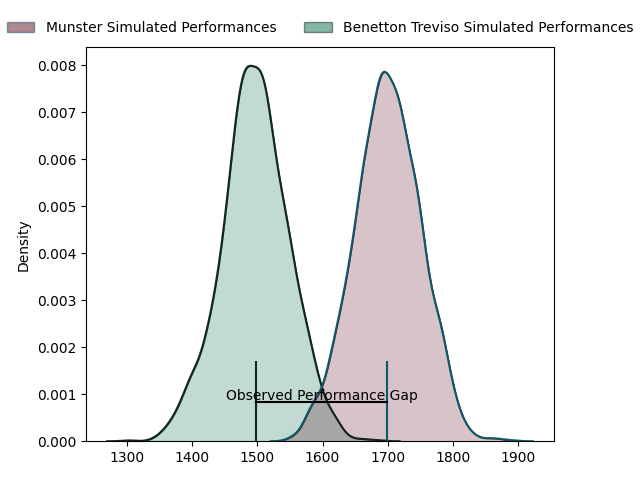 Munster Simulated Performances
Benetton Treviso Simulated Performances
0.008
0.007
0.006
0.005
0.004
0.003
0.002
0.001
0.000
Density
Observed Performance Gap
1300 1400 1500 1600 1700 1800 1900